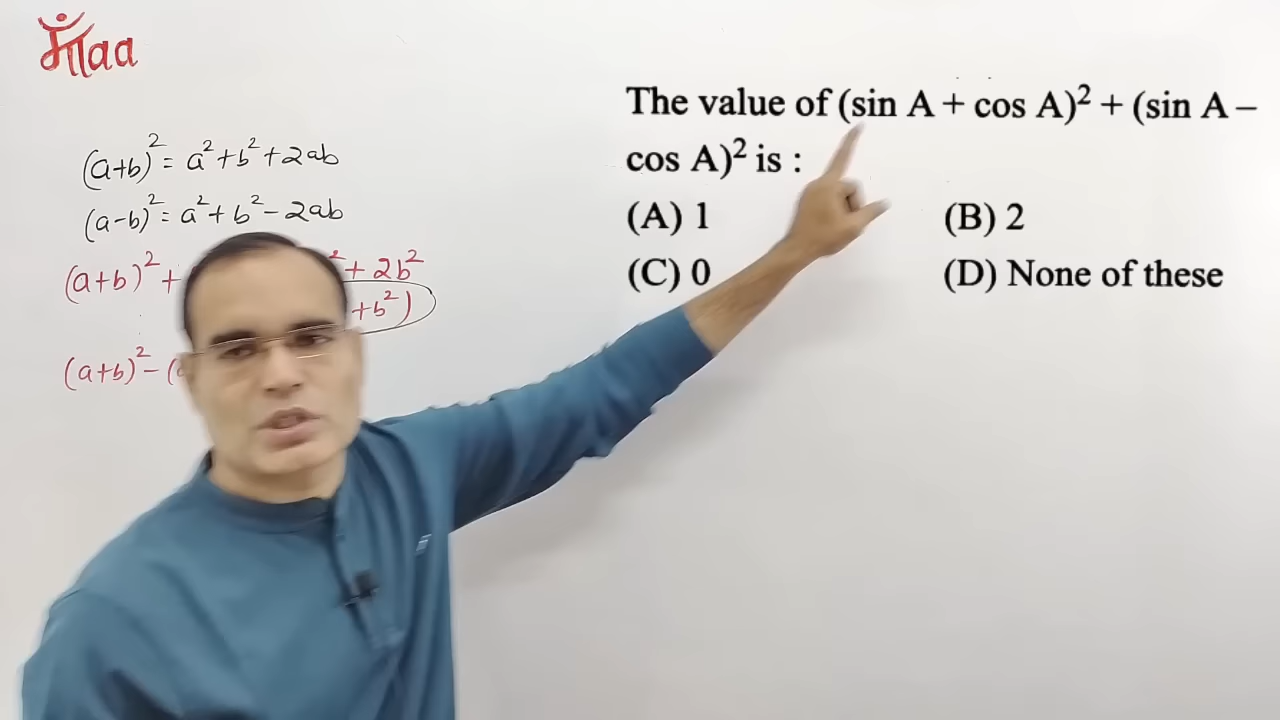 माँaa
(a+b)² = a² + b² + 2ab
(a-b)² = a² + b² - 2ab
(a+b)² + ² + 2b²
+b²)
(a+b)² - (
The value of (sin A + cos A)² + (sin A –
cos A)² is :
(A) 1 (B) 2
(C) 0 (D) None of these